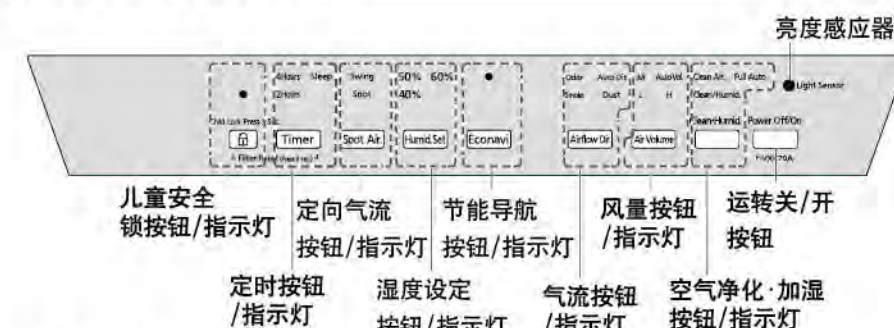 亮度感应器
4Hours Sleep Swing 50% 60% Odor Auto Dir. M AutoVol. Clean Air. Full Auto
2Hours Spot 40% Smoke Dust L H Clean/Humid. Light Sensor
Child Lock Press 3 Sec. Clean·Humid. Power Off/On
Timer Spot Air. Humid.Set Econavi Airflow Dir. Air Volume
儿童安全
锁按钮/指示灯
定向气流
按钮/指示灯
节能导航
按钮/指示灯
风量按钮
/指示灯
运转关/开
按钮
定时按钮
/指示灯
湿度设定
按钮/指示灯
气流按钮
/指示灯
空气净化·加湿
按钮/指示灯